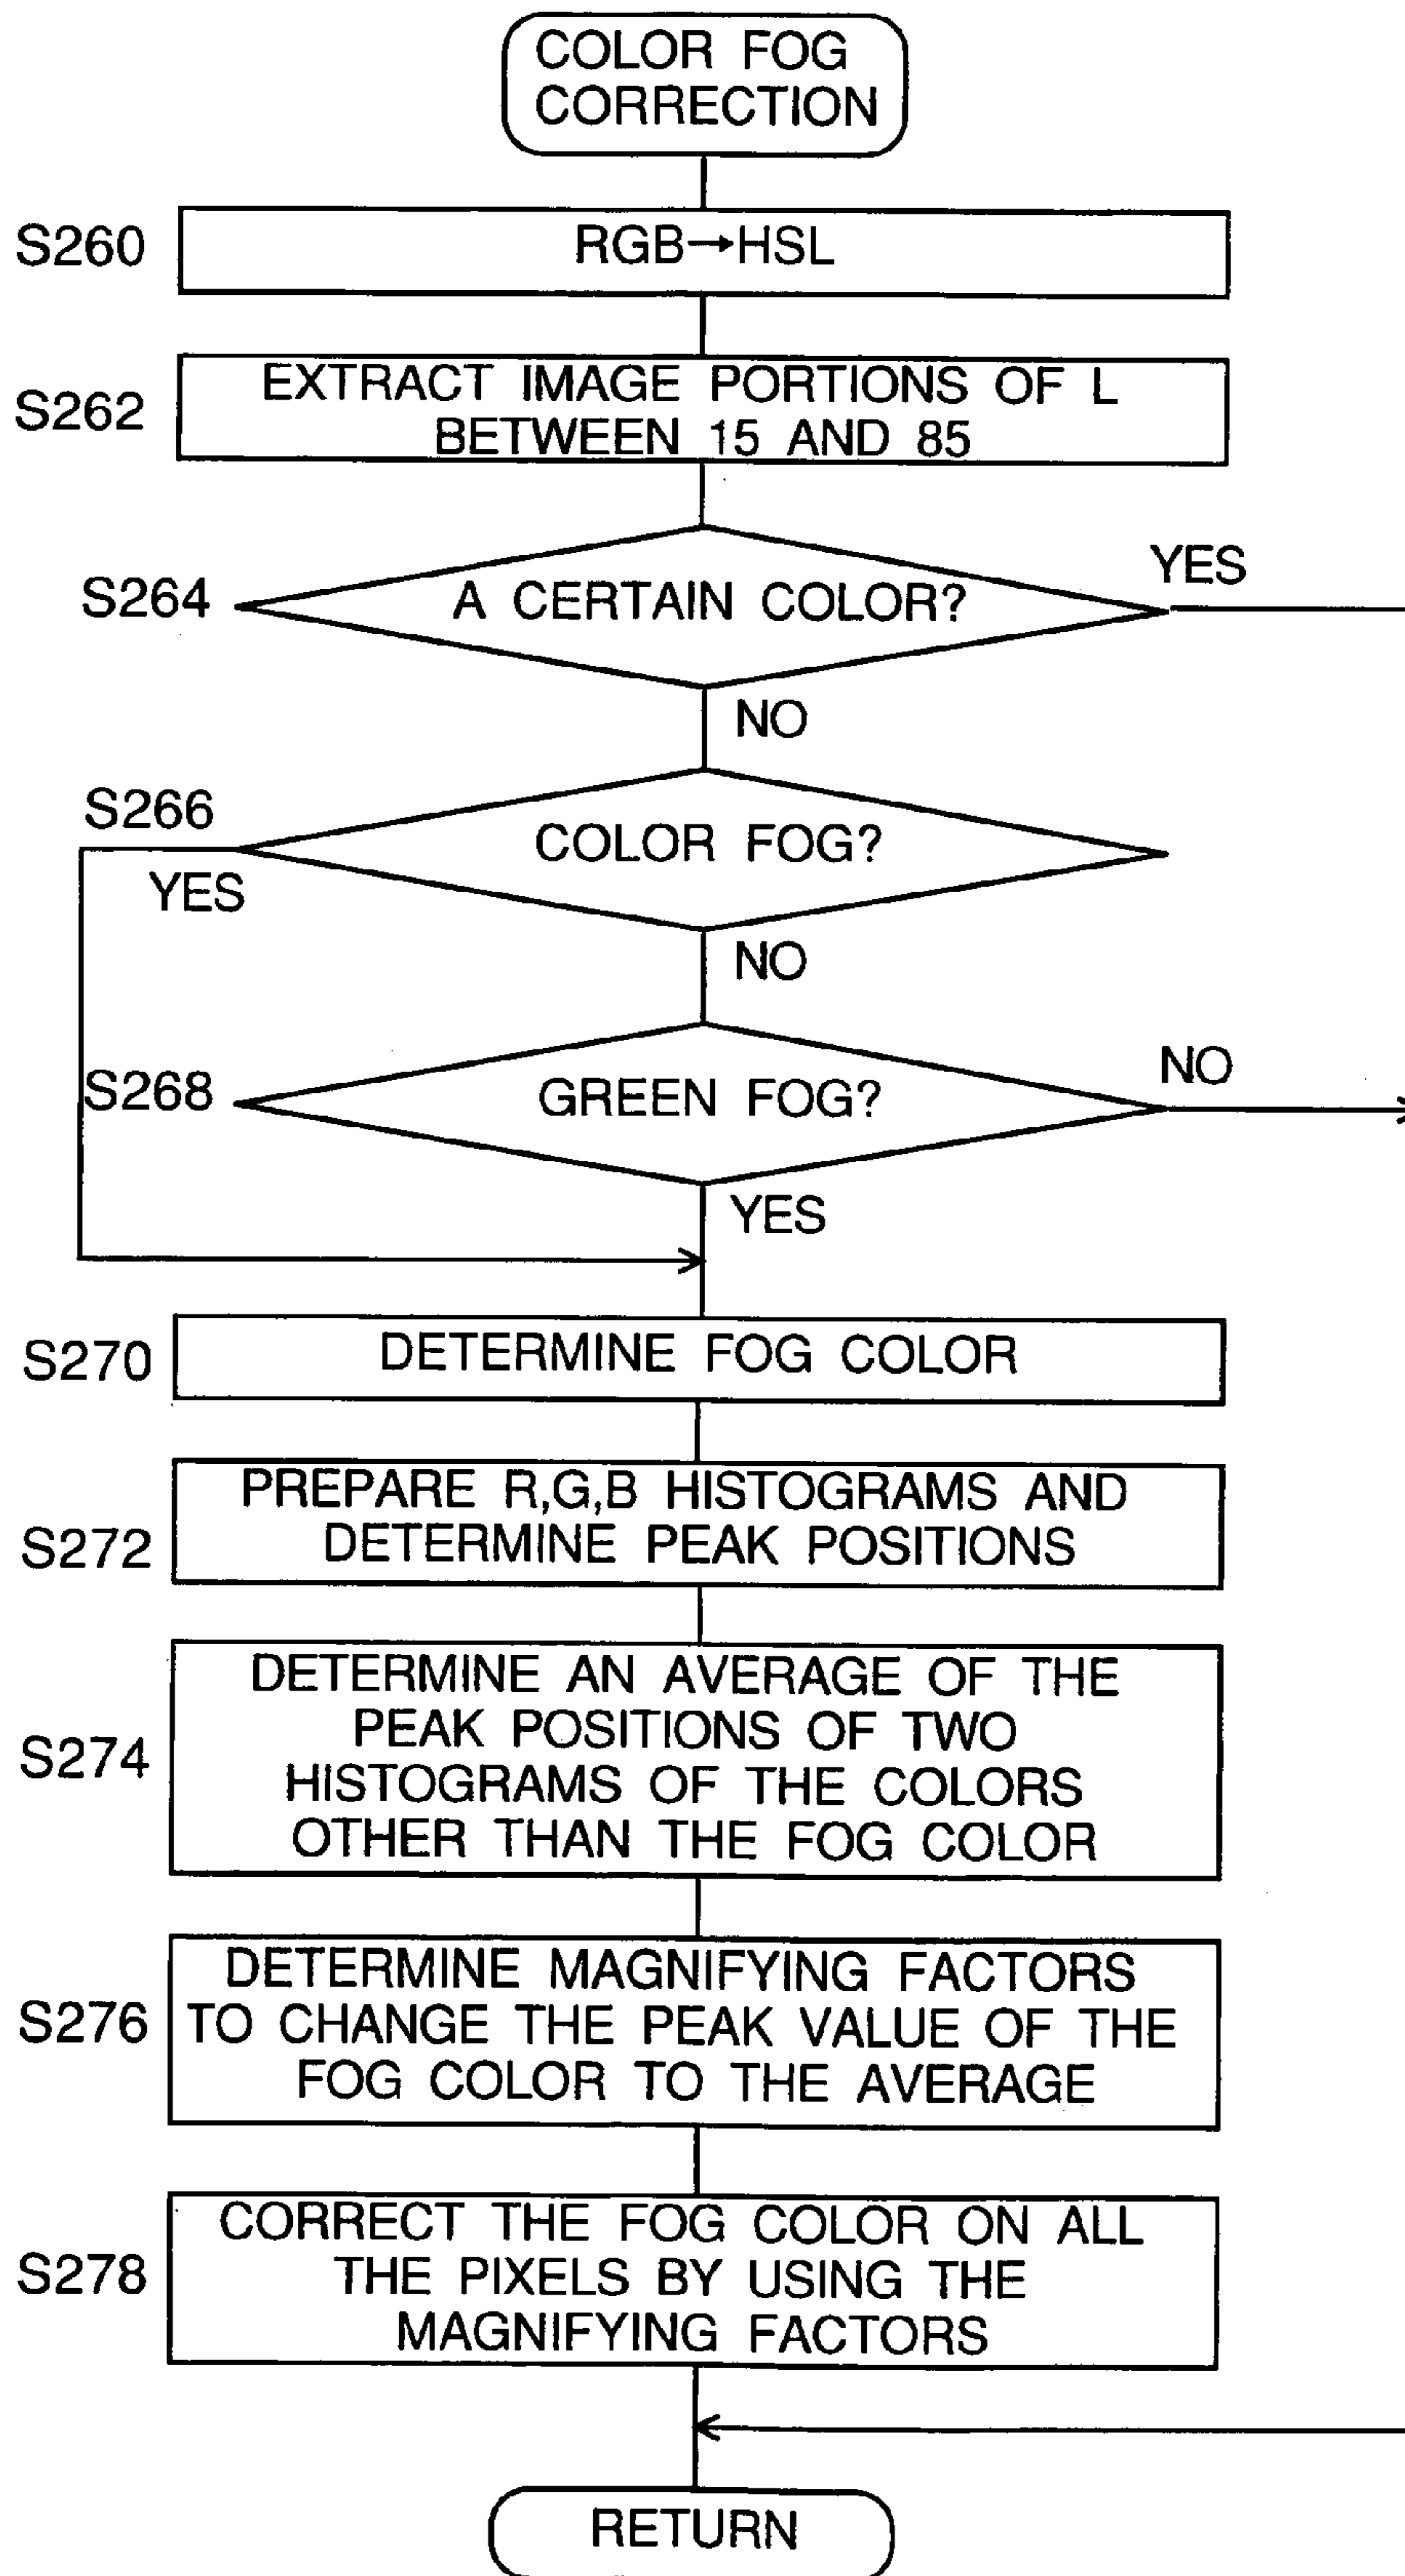 COLOR FOG
CORRECTION
S260
RGB→HSL
S262
EXTRACT IMAGE PORTIONS OF L
BETWEEN 15 AND 85
S264
A CERTAIN COLOR?
YES
NO
S266
COLOR FOG?
YES
NO
S268
GREEN FOG?
NO
YES
S270
DETERMINE FOG COLOR
S272
PREPARE R,G,B HISTOGRAMS AND
DETERMINE PEAK POSITIONS
S274
DETERMINE AN AVERAGE OF THE
PEAK POSITIONS OF TWO
HISTOGRAMS OF THE COLORS
OTHER THAN THE FOG COLOR
S276
DETERMINE MAGNIFYING FACTORS
TO CHANGE THE PEAK VALUE OF THE
FOG COLOR TO THE AVERAGE
S278
CORRECT THE FOG COLOR ON ALL
THE PIXELS BY USING THE
MAGNIFYING FACTORS
RETURN